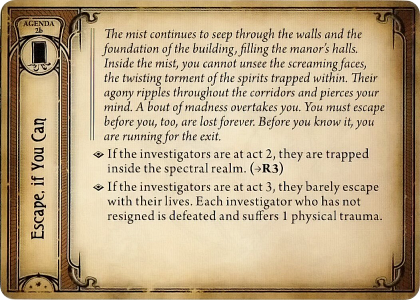 AGENDA
2b
Escape, if You Can
The mist continues to seep through the walls and the
foundation of the building, filling the manor's halls.
Inside the mist, you cannot unsee the screaming faces,
the twisting torment of the spirits trapped within. Their
agony ripples throughout the corridors and pierces your
mind. A bout of madness overtakes you. You must escape
before you, too, are lost forever. Before you know it, you
are running for the exit.
If the investigators are at act 2, they are trapped
inside the spectral realm. (→R3)
If the investigators are at act 3, they barely escape
with their lives. Each investigator who has not
resigned is defeated and suffers 1 physical trauma.